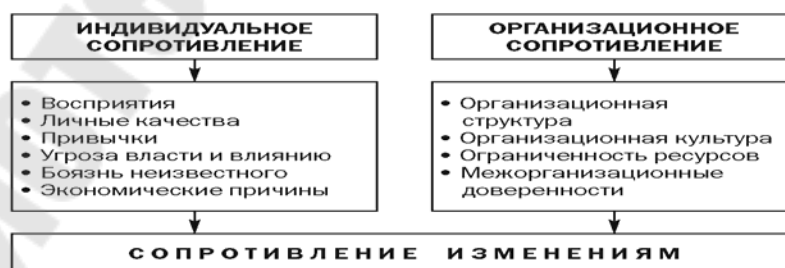 ИНДИВИДУАЛЬНОЕ
СОПРОТИВЛЕНИЕ
• Восприятия
• Личные качества
• Привычки
• Угроза власти и влиянию
• Боязнь неизвестного
• Экономические причины
ОРГАНИЗАЦИОННОЕ
СОПРОТИВЛЕНИЕ
• Организационная
структура
• Организационная культура
• Ограниченность ресурсов
• Межорганизационные
доверенности
СОПРОТИВЛЕНИЕ ИЗМЕНЕНИЯМ